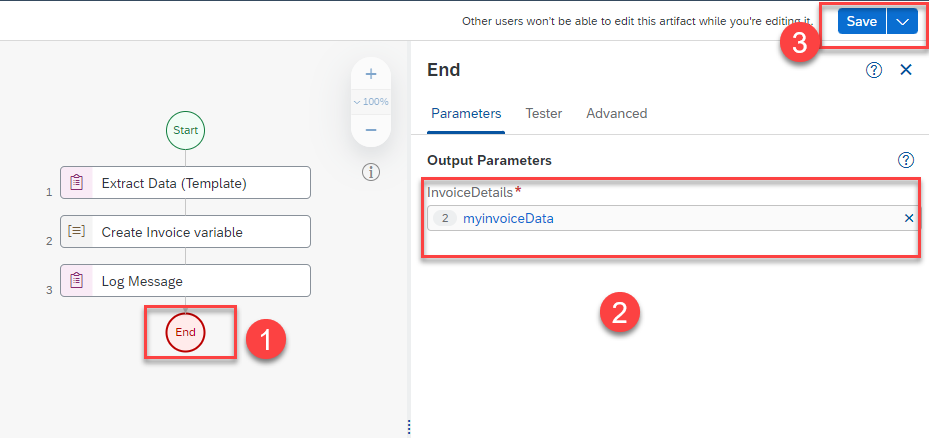 Other users won't be able to edit this artifact while you're editing it.
Save
3
End
100%
Parameters Tester Advanced
Start
Output Parameters
1 Extract Data (Template)
InvoiceDetails*
2 myinvoiceData
2 Create Invoice variable
3 Log Message
End
1
2